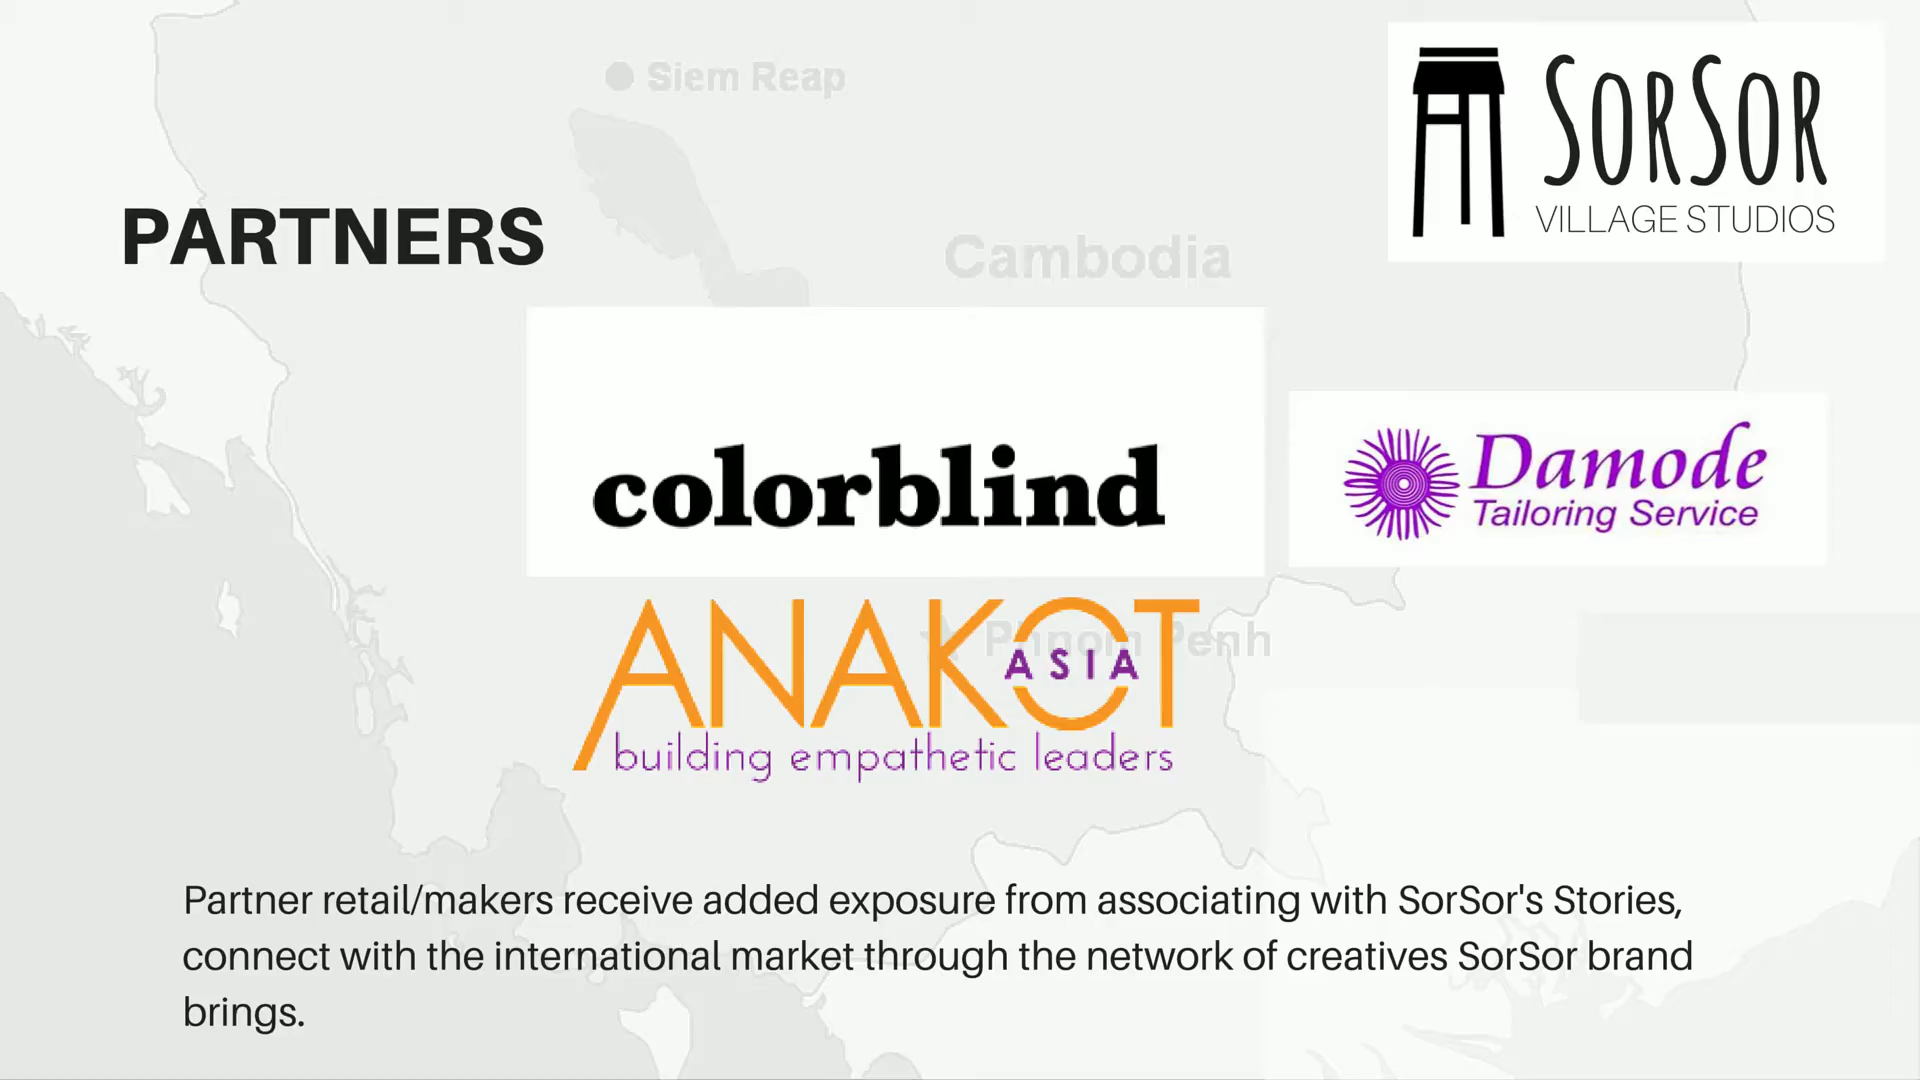 Siem Reap
SORSOR
VILLAGE STUDIOS
PARTNERS
Cambodia
colorblind
Damode
Tailoring Service
Phnom Penh
ANAKOT
ASIA
building empathetic leaders
Partner retail/makers receive added exposure from associating with SorSor's Stories,
connect with the international market through the network of creatives SorSor brand
brings.